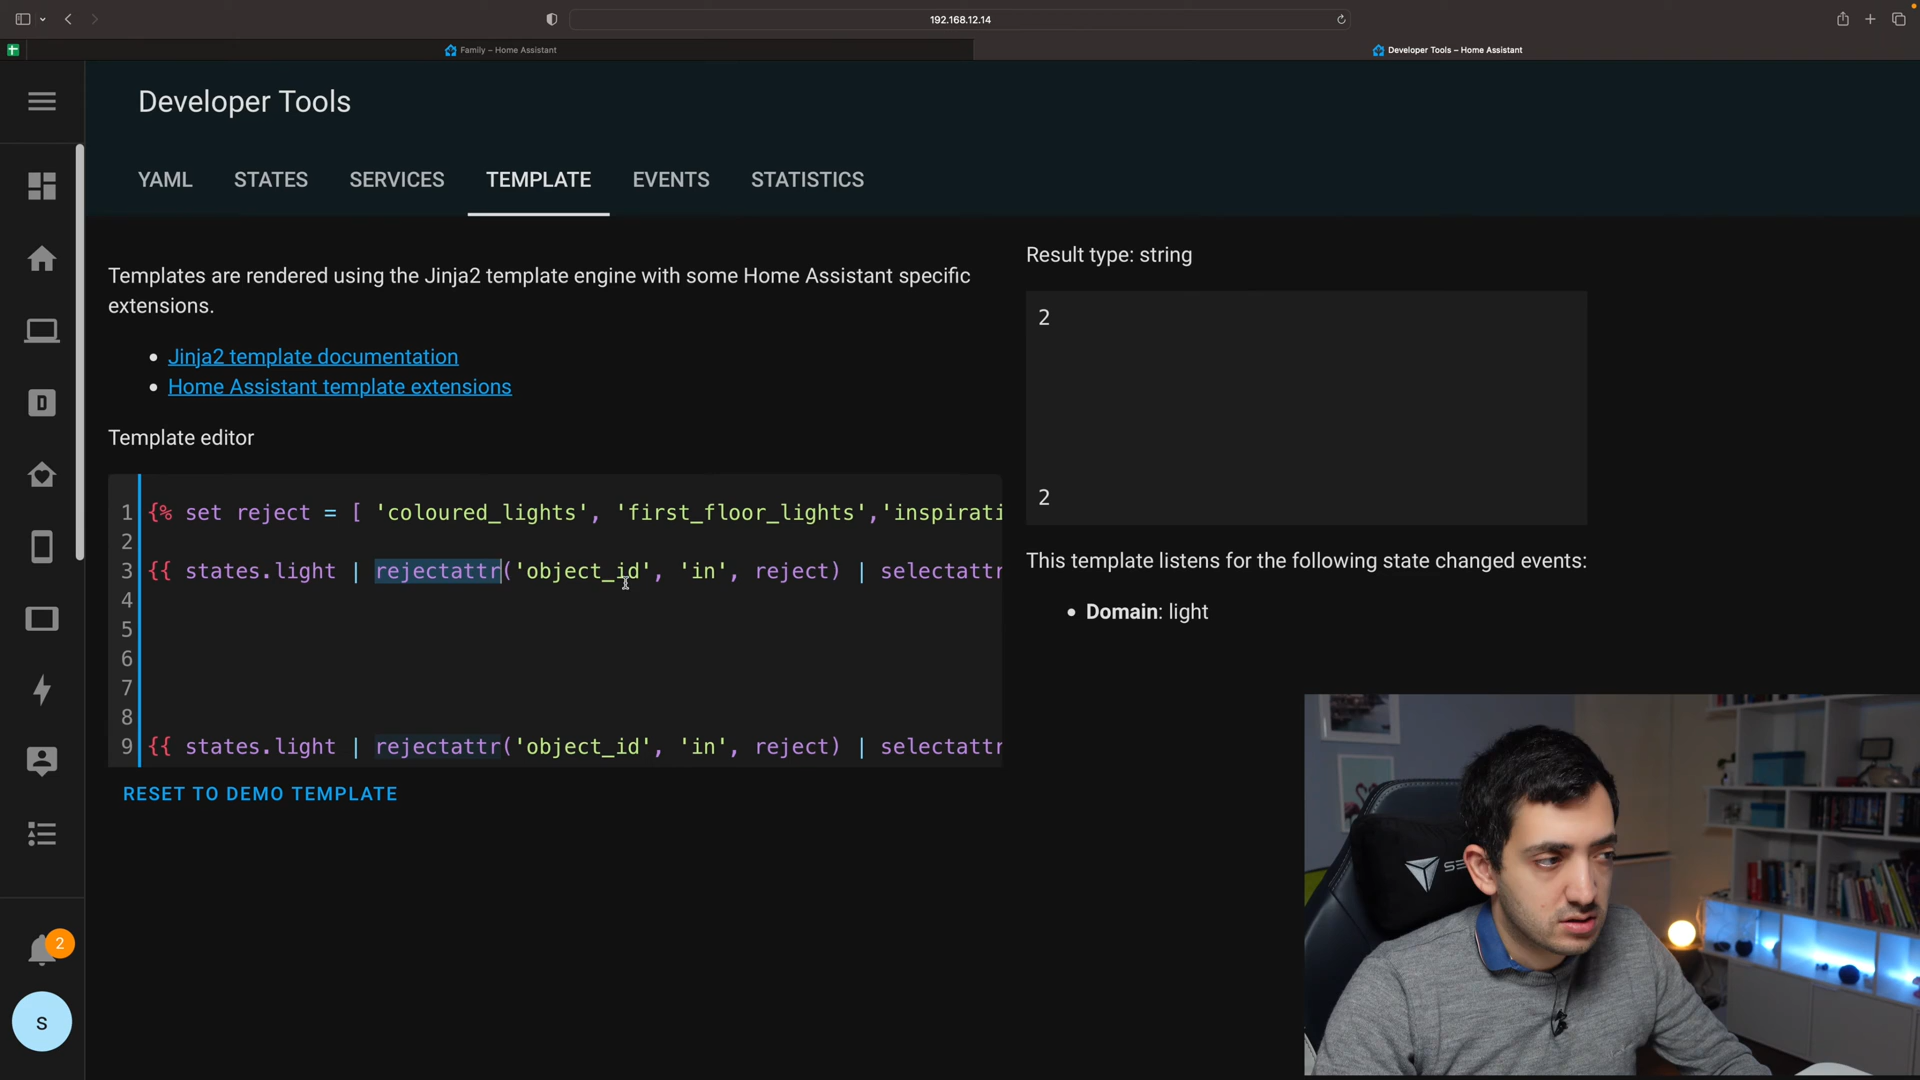 192.168.12.14
Family – Home Assistant
Developer Tools – Home Assistant
Developer Tools
YAML STATES SERVICES TEMPLATE EVENTS STATISTICS
Templates are rendered using the Jinja2 template engine with some Home Assistant specific
extensions.
Jinja2 template documentation
Home Assistant template extensions
Template editor
1 {% set reject = [ 'coloured_lights', 'first_floor_lights','inspirati
2
3 {{ states.light | rejectattr('object_id', 'in', reject) | selectattr
4
5
6
7
8
9 {{ states.light | rejectattr('object_id', 'in', reject) | selectattr
RESET TO DEMO TEMPLATE
Result type: string
2
2
This template listens for the following state changed events:
Domain: light
D
2
s